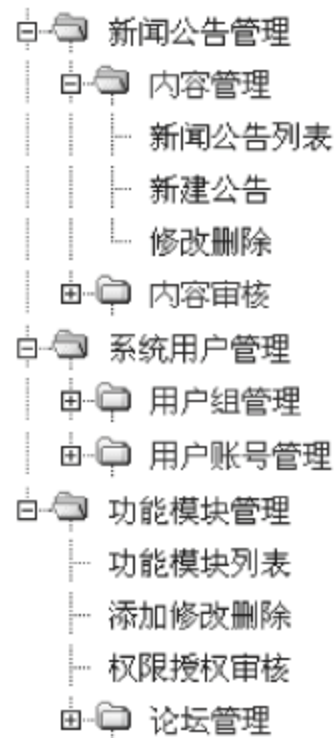 新闻公告管理
内容管理
新闻公告列表
新建公告
修改删除
内容审核
系统用户管理
用户组管理
用户账号管理
功能模块管理
功能模块列表
添加修改删除
权限授权审核
论坛管理